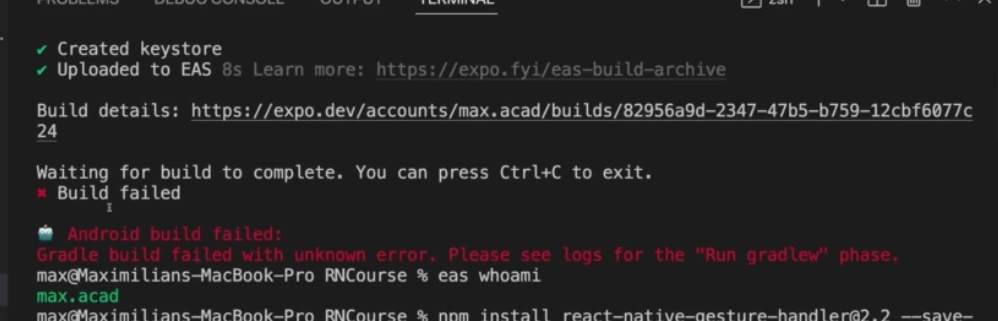 PROBLEMS DEBUG CONSOLE OUTPUT TERMINAL zsh
✔ Created keystore
✔ Uploaded to EAS 8s Learn more: https://expo.fyi/eas-build-archive
Build details: https://expo.dev/accounts/max.acad/builds/82956a9d-2347-47b5-b759-12cbf6077c
24
Waiting for build to complete. You can press Ctrl+C to exit.
✖ Build failed
🤖 Android build failed:
Gradle build failed with unknown error. Please see logs for the "Run gradlew" phase.
max@Maximilians-MacBook-Pro RNCourse % eas whoami
max.acad
max@Maximilians-MacBook-Pro RNCourse % npm install react-native-gesture-handler@2.2 --save-